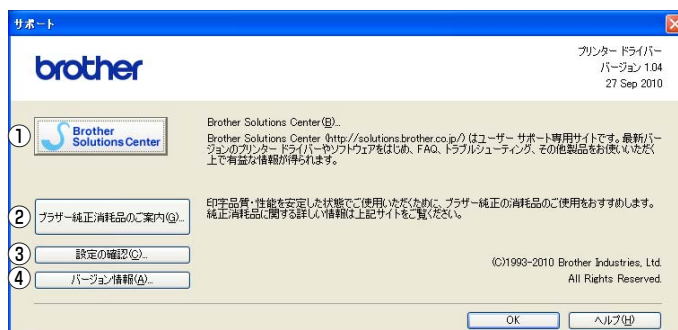 サポート
brother
プリンター ドライバー
バージョン 1.04
27 Sep 2010
①
Brother
Solutions Center
Brother Solutions Center(B)...
Brother Solutions Center (http://solutions.brother.co.jp/) はユーザー サポート専用サイトです。最新バー
ジョンのプリンター ドライバーやソフトウェアをはじめ、FAQ、トラブルシューティング、その他製品をお使いいただく
上で有益な情報が得られます。
②
ブラザー純正消耗品のご案内(G)...
印字品質・性能を安定した状態でご使用いただくために、ブラザー純正の消耗品のご使用をおすすめします。
純正消耗品に関する詳しい情報は上記サイトをご覧ください。
③
設定の確認(C)...
④
バージョン情報(A)...
(C)1993-2010 Brother Industries, Ltd.
All Rights Reserved.
OK
ヘルプ(H)